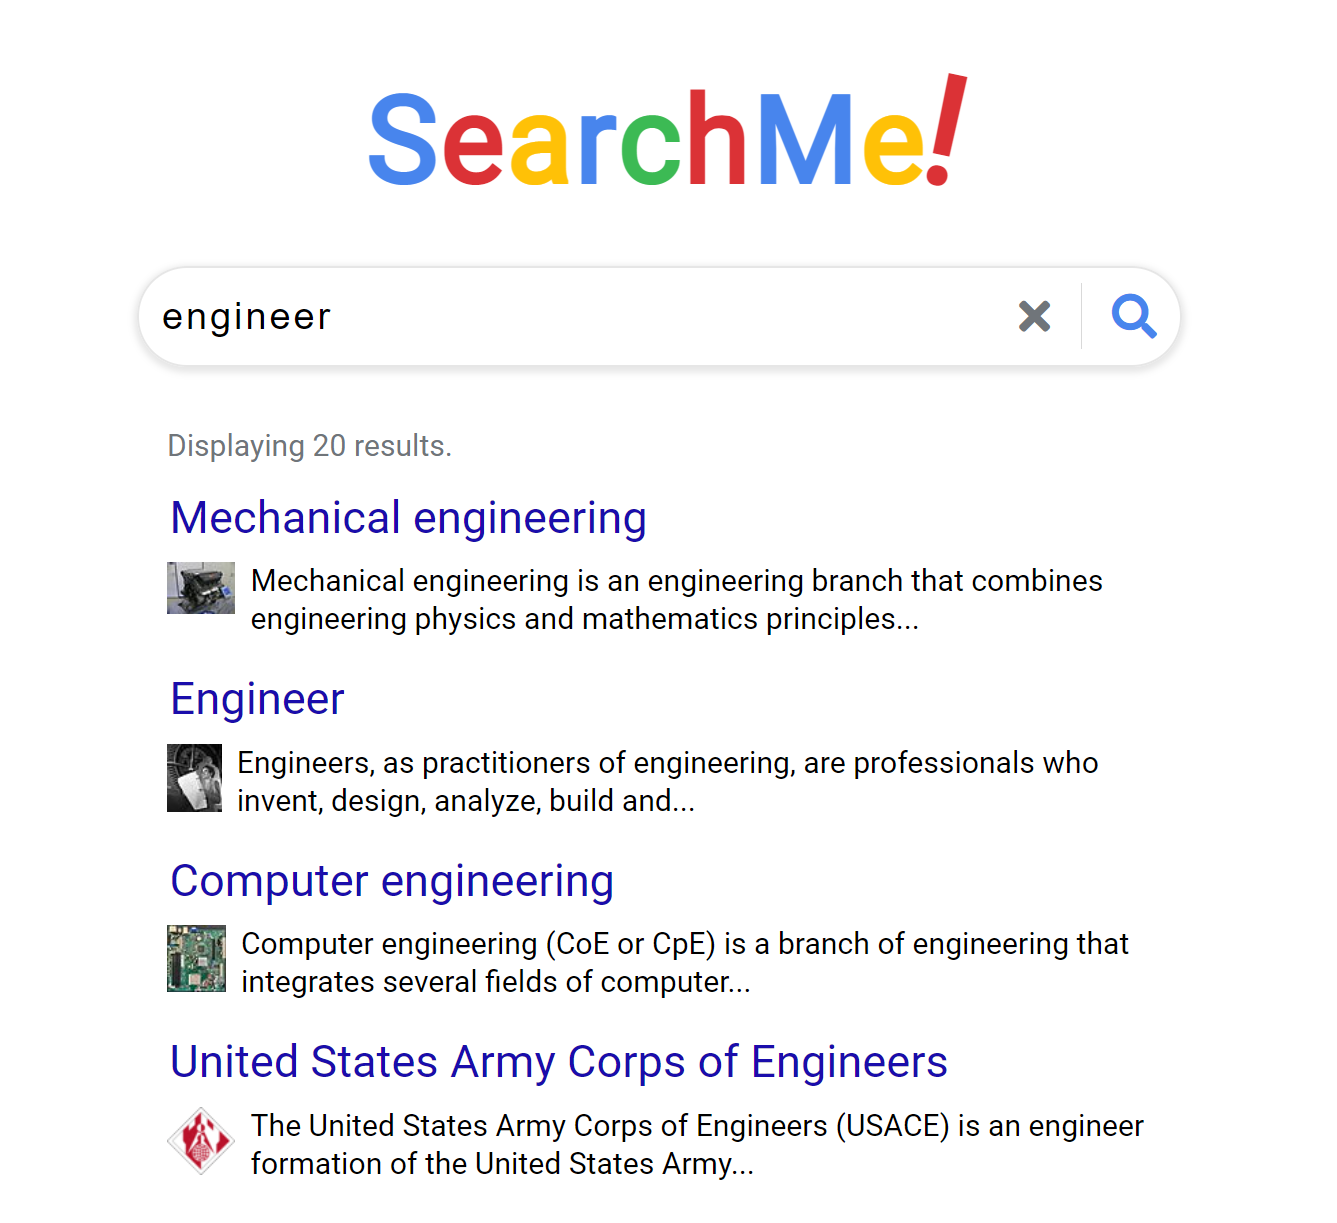 SearchMe!
engineer
Displaying 20 results.
Mechanical engineering
Mechanical engineering is an engineering branch that combines
engineering physics and mathematics principles...
Engineer
Engineers, as practitioners of engineering, are professionals who
invent, design, analyze, build and...
Computer engineering
Computer engineering (CoE or CpE) is a branch of engineering that
integrates several fields of computer...
United States Army Corps of Engineers
The United States Army Corps of Engineers (USACE) is an engineer
formation of the United States Army...